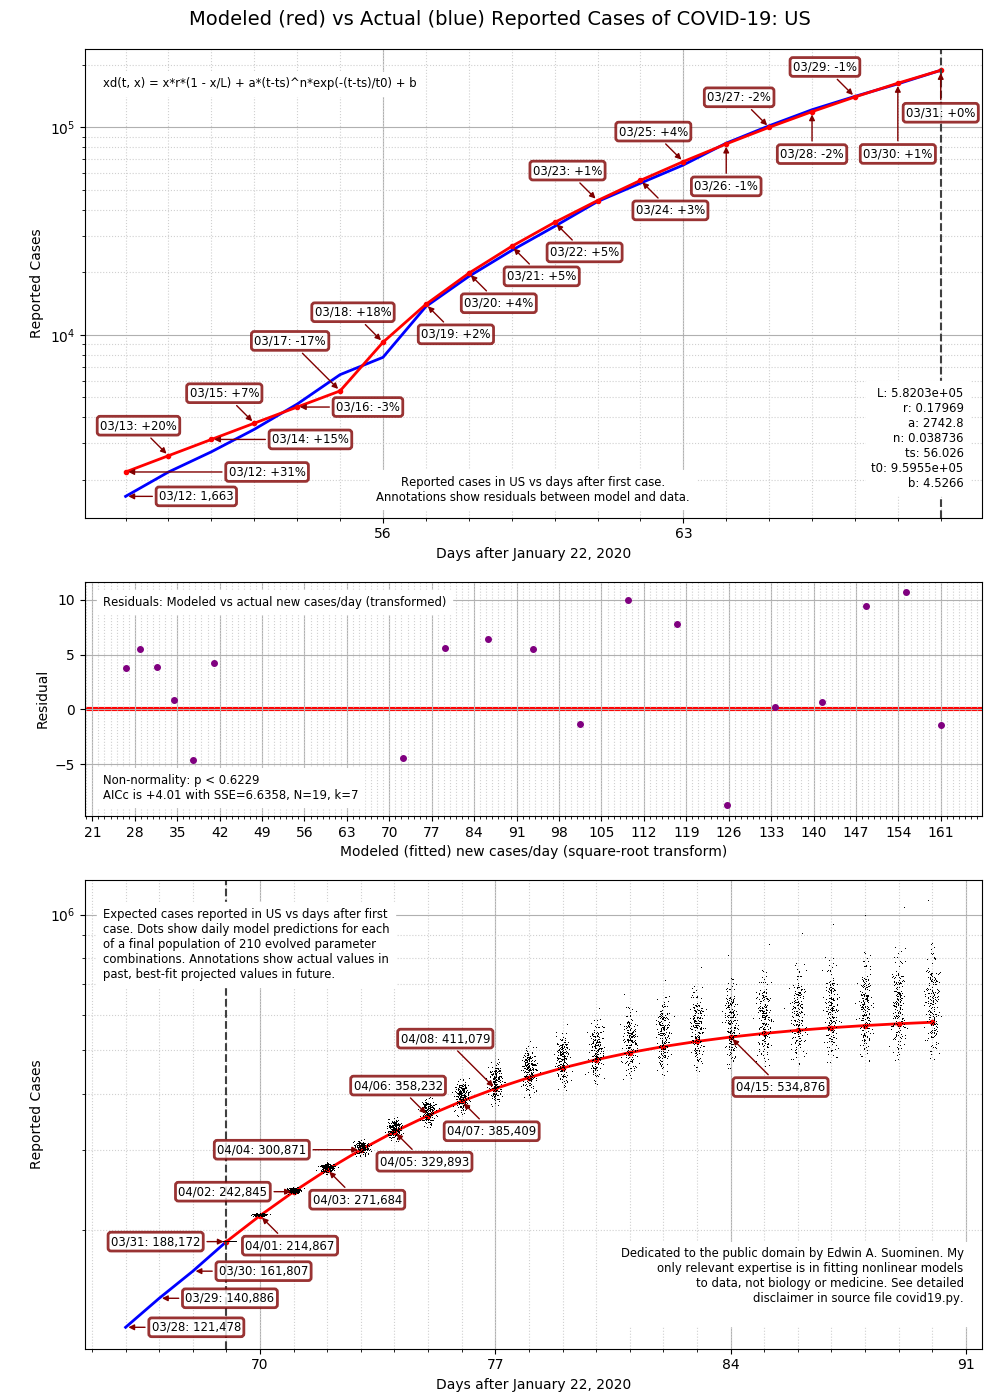 Modeled (red) vs Actual (blue) Reported Cases of COVID-19: US
xd(t, x) = x*r*(1 - x/L) + a*(t-ts)^n*exp(-(t-ts)/t0) + b
03/29: -1%
03/27: -2%
03/31: +0%
10^5
03/25: +4%
03/28: -2%
03/30: +1%
03/23: +1%
03/26: -1%
03/24: +3%
03/22: +5%
03/21: +5%
03/20: +4%
03/18: +18%
03/19: +2%
10^4
03/17: -17%
03/15: +7%
03/16: -3%
03/13: +20%
03/14: +15%
03/12: +31%
03/12: 1,663
Reported Cases
L: 5.8203e+05
r: 0.17969
a: 2742.8
n: 0.038736
ts: 56.026
t0: 9.5955e+05
b: 4.5266
Reported cases in US vs days after first case.
Annotations show residuals between model and data.
56 63
Days after January 22, 2020
Residuals: Modeled vs actual new cases/day (transformed)
10
5
0
−5
Residual
Non-normality: p < 0.6229
AICc is +4.01 with SSE=6.6358, N=19, k=7
21 28 35 42 49 56 63 70 77 84 91 98 105 112 119 126 133 140 147 154 161
Modeled (fitted) new cases/day (square-root transform)
10^6
Expected cases reported in US vs days after first
case. Dots show daily model predictions for each
of a final population of 210 evolved parameter
combinations. Annotations show actual values in
past, best-fit projected values in future.
Reported Cases
04/08: 411,079
04/06: 358,232
04/15: 534,876
04/07: 385,409
04/04: 300,871
04/05: 329,893
04/02: 242,845
04/03: 271,684
03/31: 188,172
04/01: 214,867
03/30: 161,807
03/29: 140,886
03/28: 121,478
Dedicated to the public domain by Edwin A. Suominen. My
only relevant expertise is in fitting nonlinear models
to data, not biology or medicine. See detailed
disclaimer in source file covid19.py.
70 77 84 91
Days after January 22, 2020